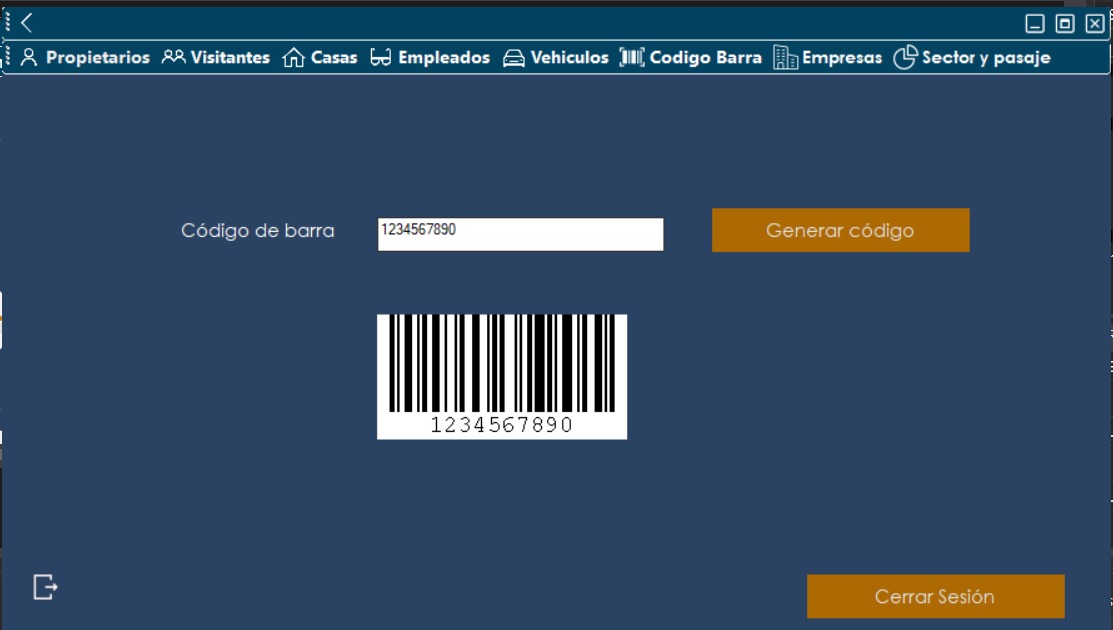 Propietarios Visitantes Casas Empleados Vehiculos Codigo Barra Empresas Sector y pasaje
Código de barra 1234567890 Generar código
1234567890
Cerrar Sesión